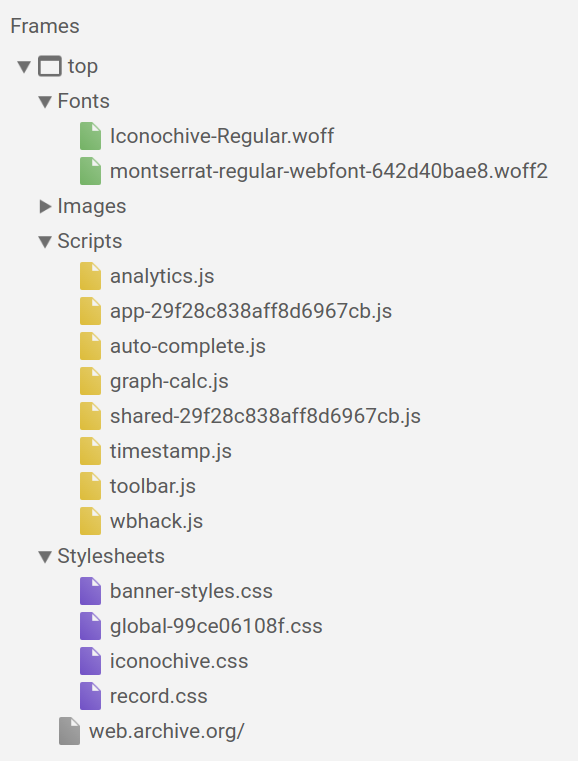 Frames
top
Fonts
Iconochive-Regular.woff
montserrat-regular-webfont-642d40bae8.woff2
Images
Scripts
analytics.js
app-29f28c838aff8d6967cb.js
auto-complete.js
graph-calc.js
shared-29f28c838aff8d6967cb.js
timestamp.js
toolbar.js
wbhack.js
Stylesheets
banner-styles.css
global-99ce06108f.css
iconochive.css
record.css
web.archive.org/